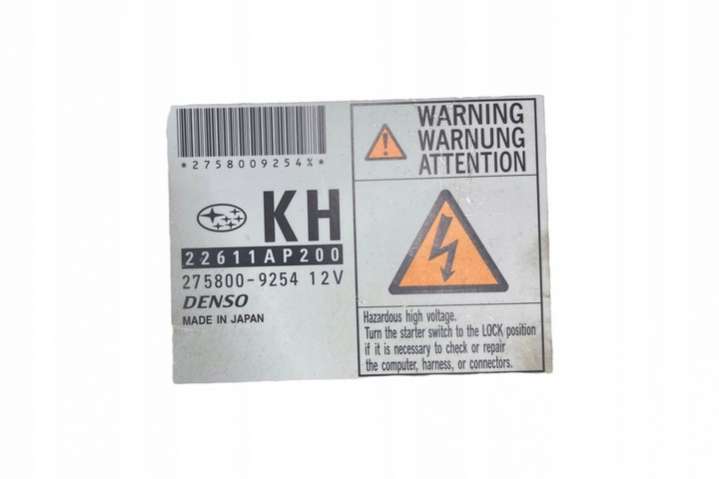 *2758009254%*
KH
22611AP200
275800-9254 12V
DENSO
MADE IN JAPAN
WARNING
WARNUNG
ATTENTION
Hazardous high voltage.
Turn the starter switch to the LOCK position
if it is necessary to check or repair
the computer, harness, or connectors.